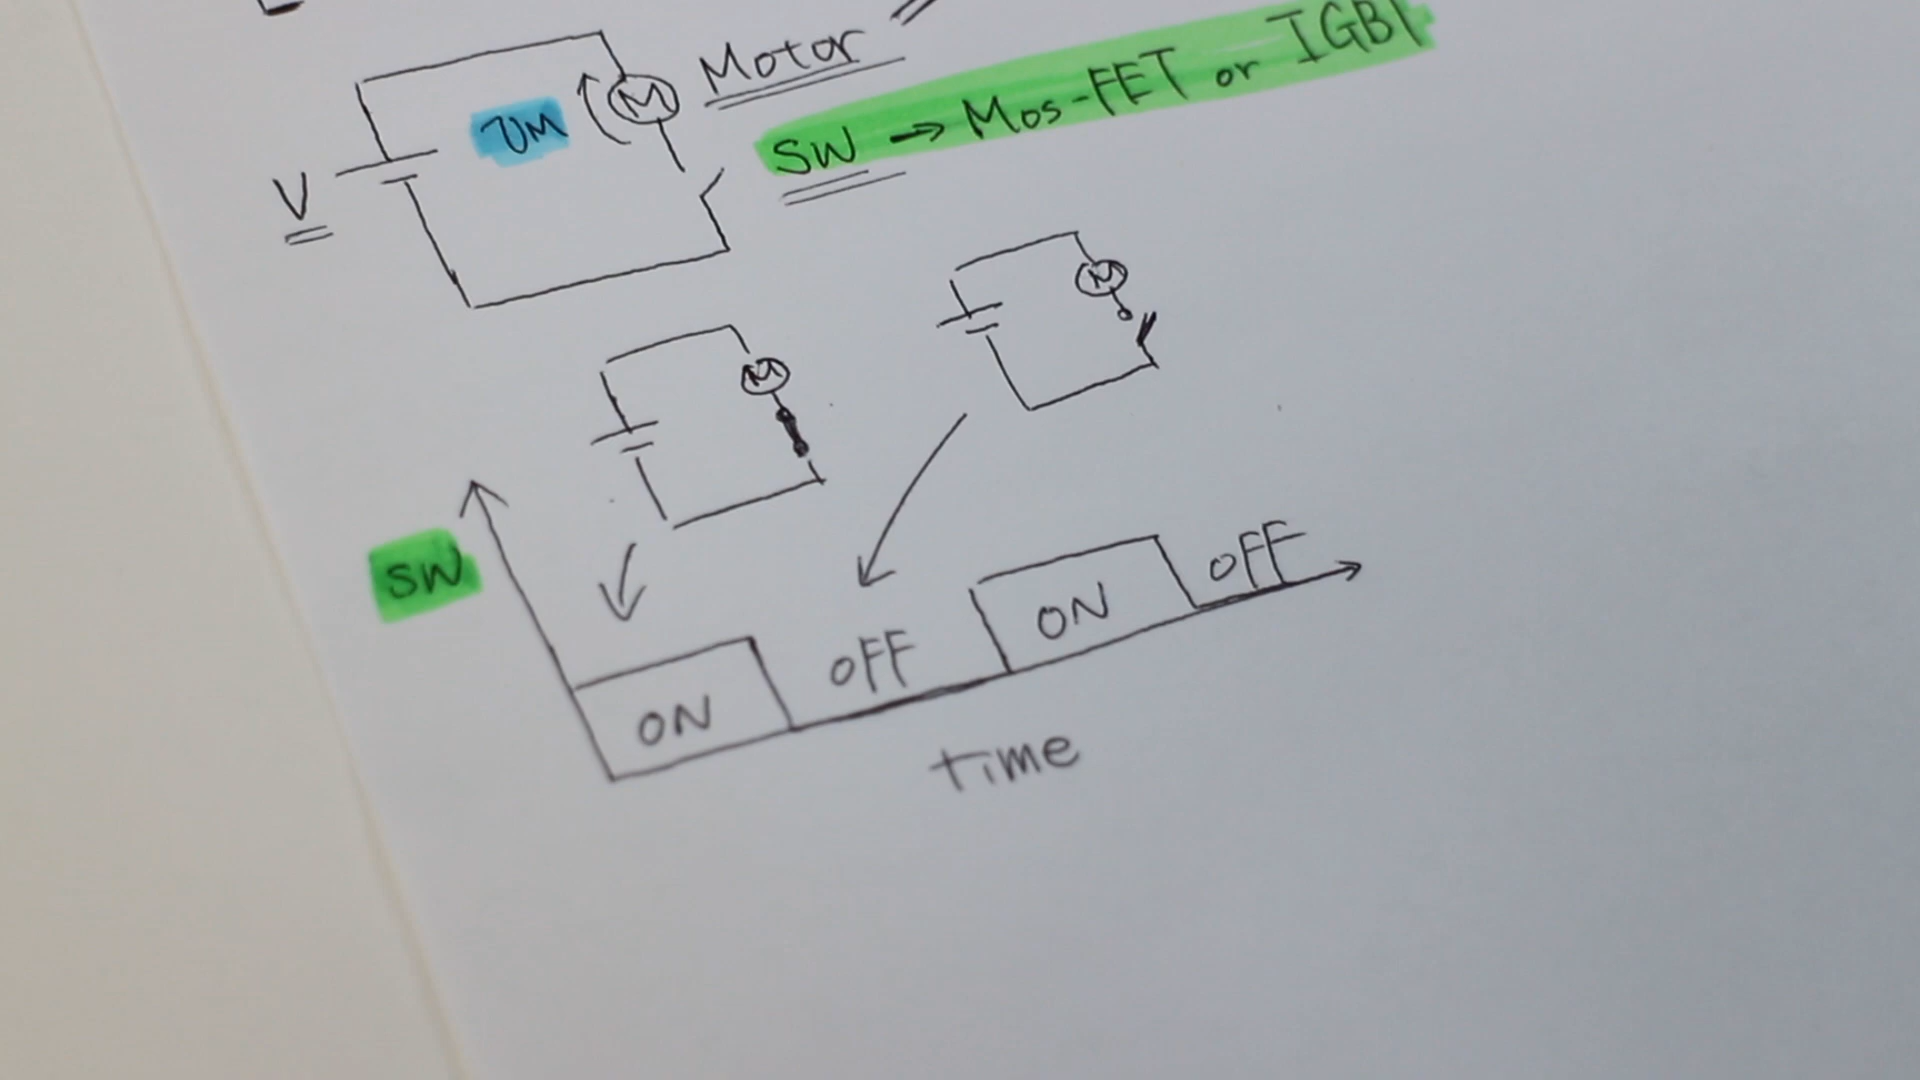 Motor
M
VM
SW → Mos-FET or IGBT
V
M
M
SW
ON OFF ON OFF
time